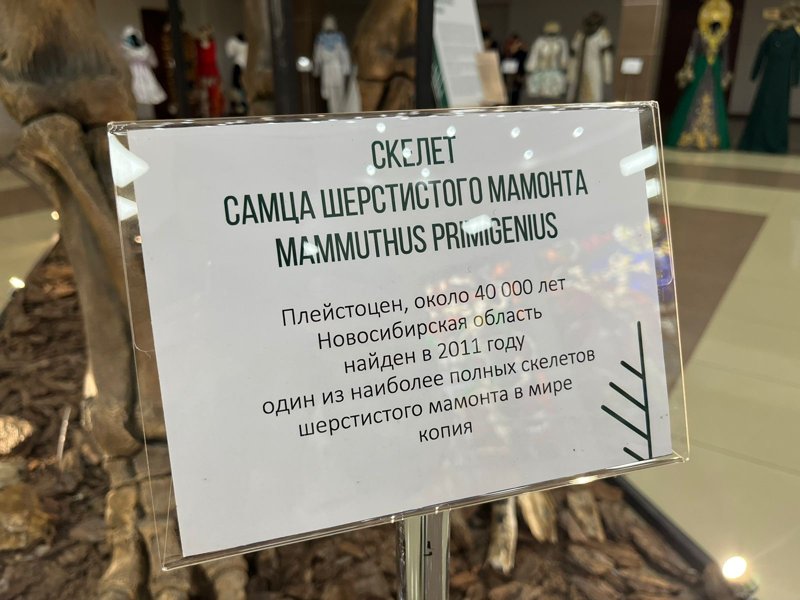 СКЕЛЕТ
САМЦА ШЕРСТИСТОГО МАМОНТА
MAMMUTHUS PRIMIGENIUS
Плейстоцен, около 40 000 лет
Новосибирская область
найден в 2011 году
один из наиболее полных скелетов
шерстистого мамонта в мире
копия